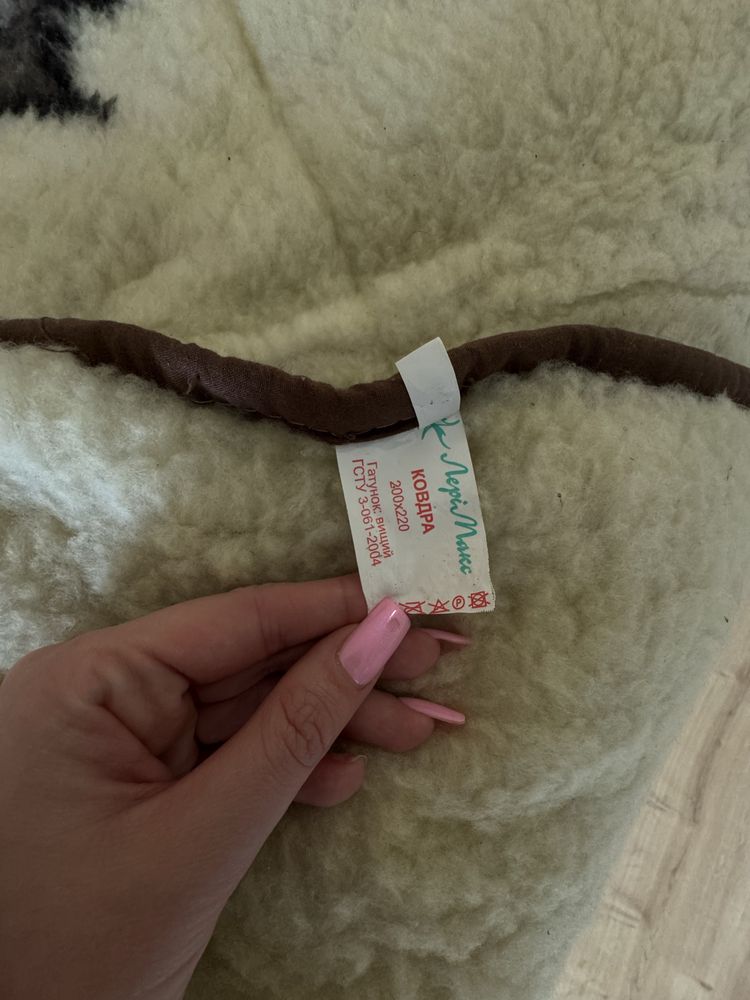 Лері Макс
КОВДРА
200х220
Гатунок: вищий
ГСТУ 3-061-2004